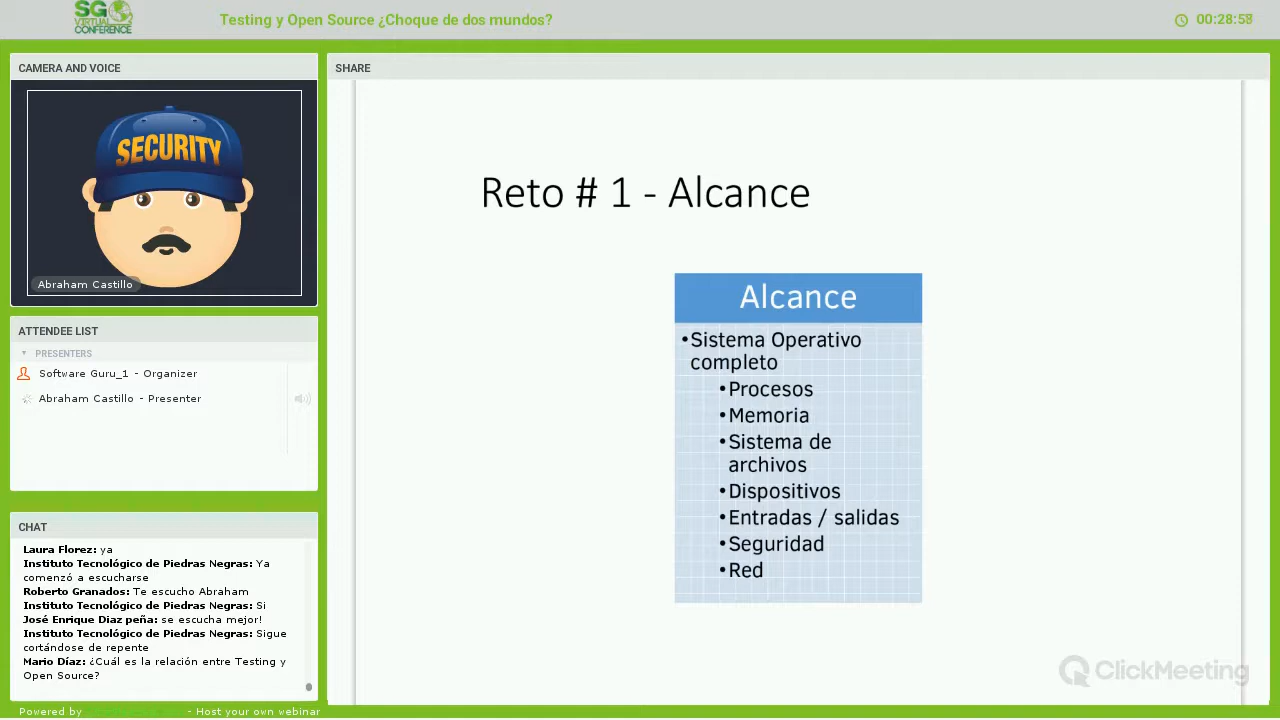 SG
VIRTUAL
CONFERENCE
Testing y Open Source ¿Choque de dos mundos?
CAMERA AND VOICE
SECURITY
Abraham Castillo
ATTENDEE LIST
PRESENTERS
Software Guru_1 - Organizer
Abraham Castillo - Presenter
CHAT
Laura Florez: ya
Instituto Tecnológico de Piedras Negras: Ya
comenzó a escucharse
Roberto Granados: Te escucho Abraham
Instituto Tecnológico de Piedras Negras: Si
José Enrique Diaz peña: se escucha mejor!
Instituto Tecnológico de Piedras Negras: Sigue
cortándose de repente
Mario Díaz: ¿Cuál es la relación entre Testing y
Open Source?
Powered by
- Host your own webinar
SHARE
Reto # 1 - Alcance
Alcance
•Sistema Operativo
completo
•Procesos
•Memoria
•Sistema de
archivos
•Dispositivos
•Entradas / salidas
•Seguridad
•Red
ClickMeeting